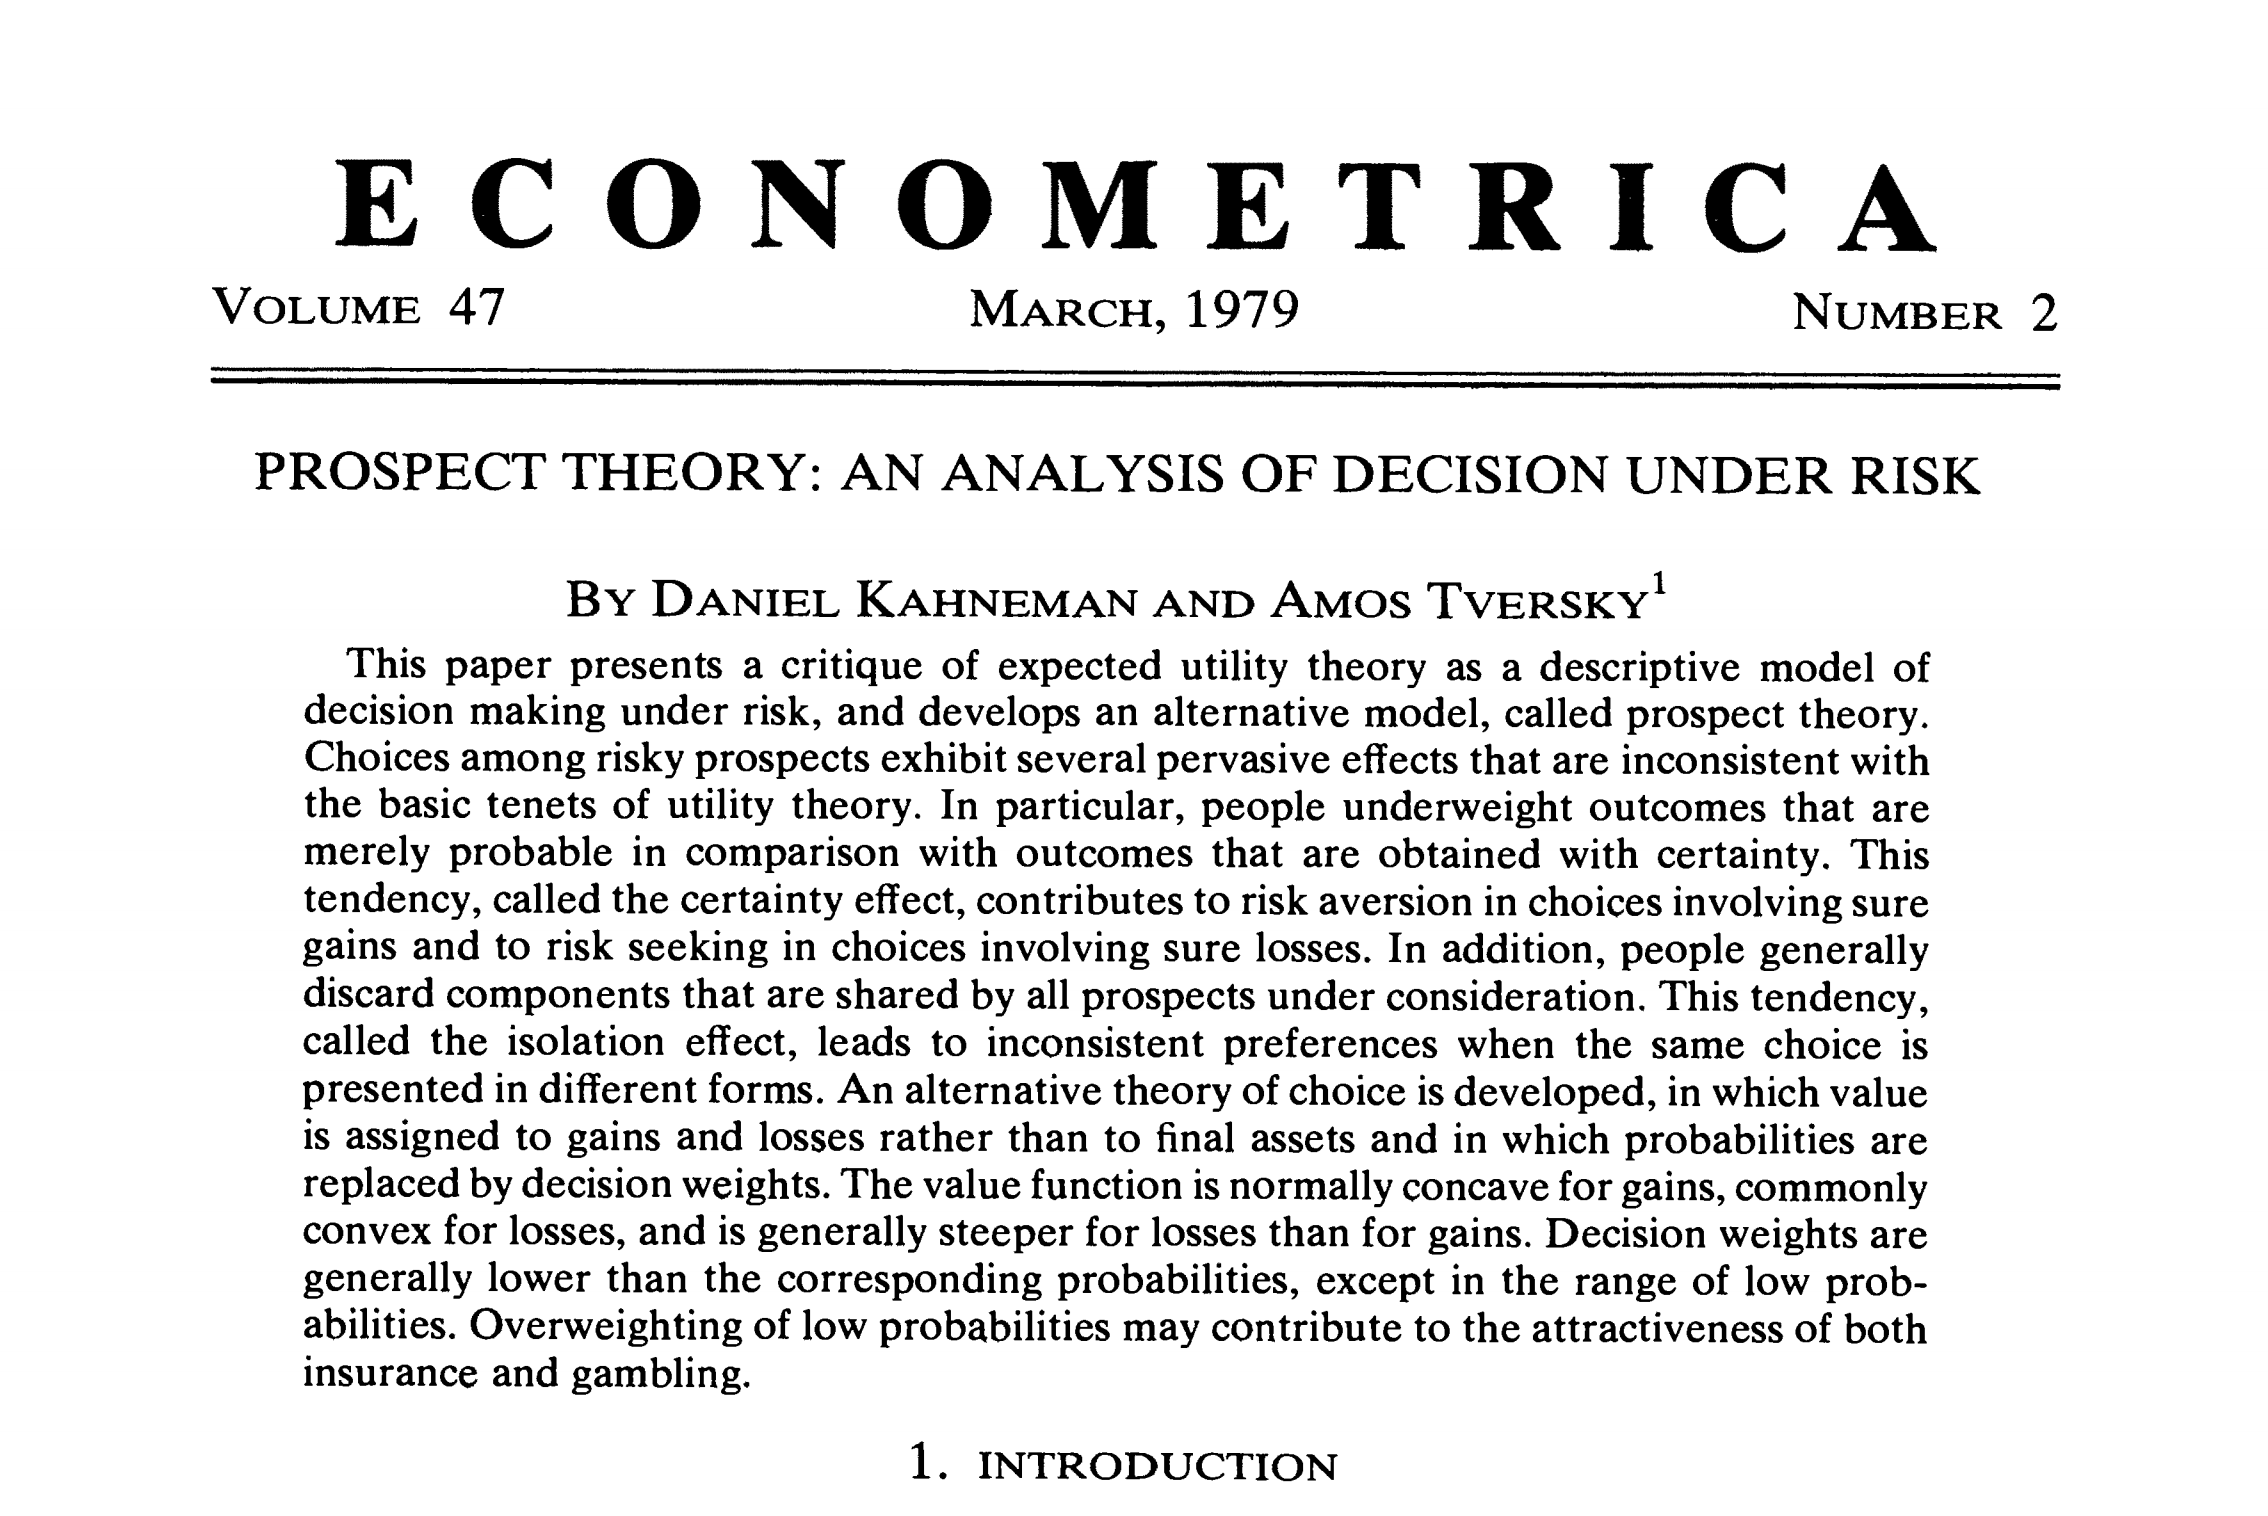 ECONOMETRICA
VOLUME 47 MARCH, 1979 NUMBER 2
PROSPECT THEORY: AN ANALYSIS OF DECISION UNDER RISK
BY DANIEL KAHNEMAN AND AMOS TVERSKY¹
This paper presents a critique of expected utility theory as a descriptive model of
decision making under risk, and develops an alternative model, called prospect theory.
Choices among risky prospects exhibit several pervasive effects that are inconsistent with
the basic tenets of utility theory. In particular, people underweight outcomes that are
merely probable in comparison with outcomes that are obtained with certainty. This
tendency, called the certainty effect, contributes to risk aversion in choices involving sure
gains and to risk seeking in choices involving sure losses. In addition, people generally
discard components that are shared by all prospects under consideration. This tendency,
called the isolation effect, leads to inconsistent preferences when the same choice is
presented in different forms. An alternative theory of choice is developed, in which value
is assigned to gains and losses rather than to final assets and in which probabilities are
replaced by decision weights. The value function is normally concave for gains, commonly
convex for losses, and is generally steeper for losses than for gains. Decision weights are
generally lower than the corresponding probabilities, except in the range of low prob-
abilities. Overweighting of low probabilities may contribute to the attractiveness of both
insurance and gambling.
1. INTRODUCTION